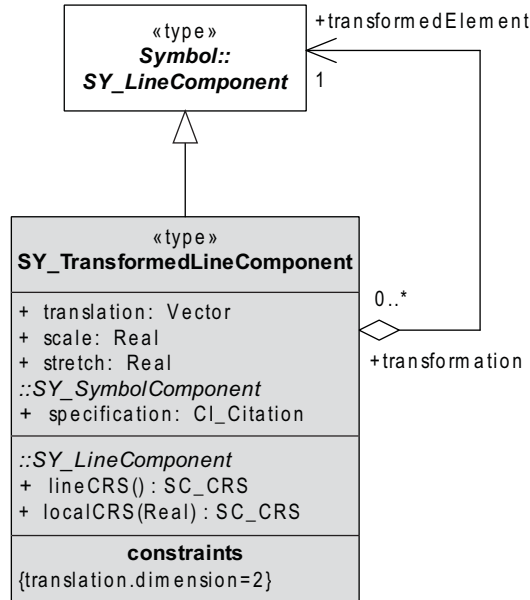 «type»
Symbol::
SY_LineComponent
+transformedElement
1
«type»
SY_TransformedLineComponent
+ translation: Vector
+ scale: Real
+ stretch: Real
::SY_SymbolComponent
+ specification: CI_Citation
::SY_LineComponent
+ lineCRS() : SC_CRS
+ localCRS(Real) : SC_CRS
constraints
{translation.dimension=2}
0..*
+transformation